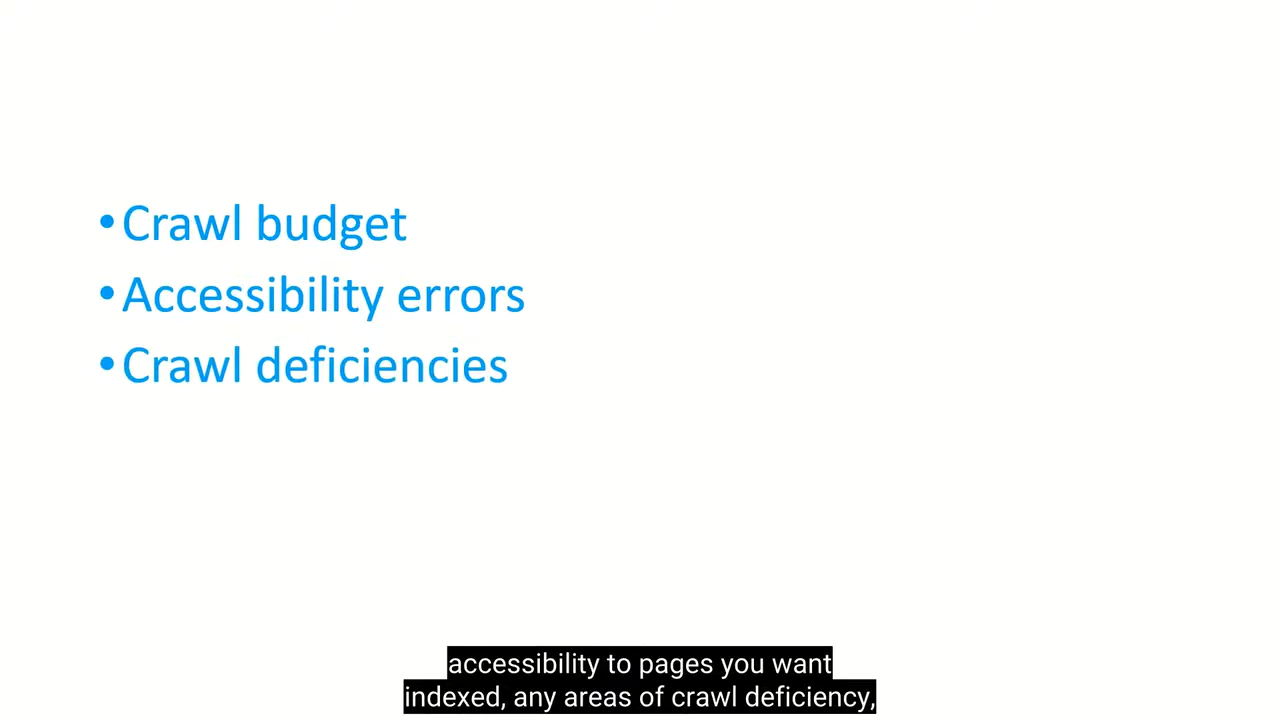 •Crawl budget
•Accessibility errors
•Crawl deficiencies
accessibility to pages you want
indexed, any areas of crawl deficiency,